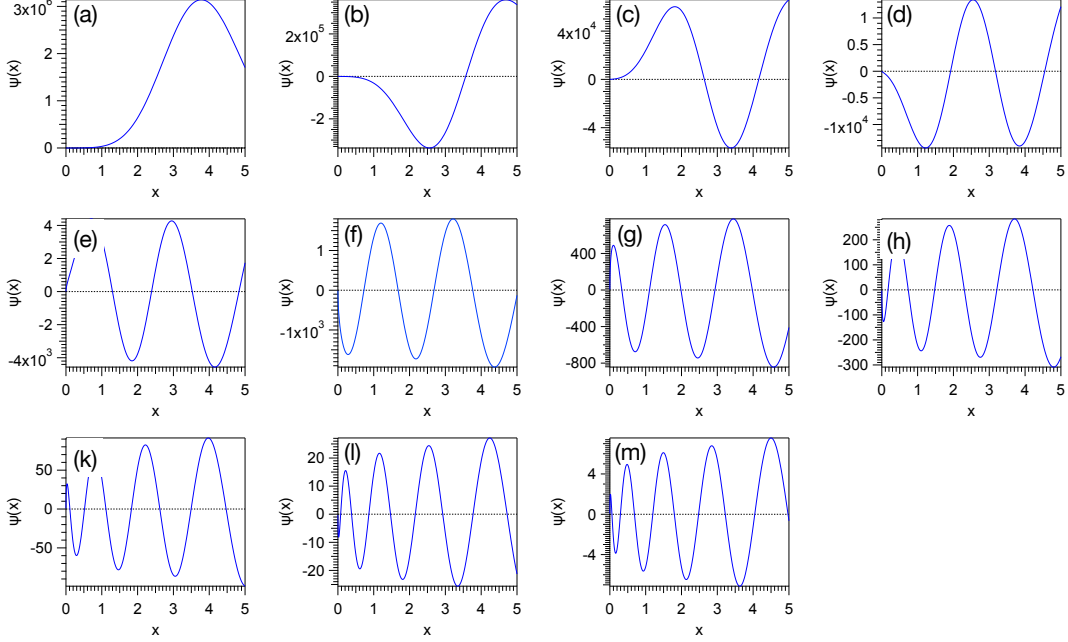 (a)
3x10⁶
2
1
0
ψ(x)
0 1 2 3 4 5
x
(b)
2x10⁵
0
-2
ψ(x)
0 1 2 3 4 5
x
(c)
4x10⁴
0
-4
ψ(x)
0 1 2 3 4 5
x
(d)
1
0.5
0
-0.5
-1x10⁴
ψ(x)
0 1 2 3 4 5
x
(e)
4
2
0
-2
-4x10³
ψ(x)
0 1 2 3 4 5
x
(f)
1
0
-1x10³
ψ(x)
0 1 2 3 4 5
x
(g)
400
0
-400
-800
ψ(x)
0 1 2 3 4 5
x
(h)
200
100
0
-100
-200
-300
ψ(x)
0 1 2 3 4 5
x
(k)
50
0
-50
ψ(x)
0 1 2 3 4 5
x
(l)
20
10
0
-10
-20
ψ(x)
0 1 2 3 4 5
x
(m)
4
0
-4
ψ(x)
0 1 2 3 4 5
x